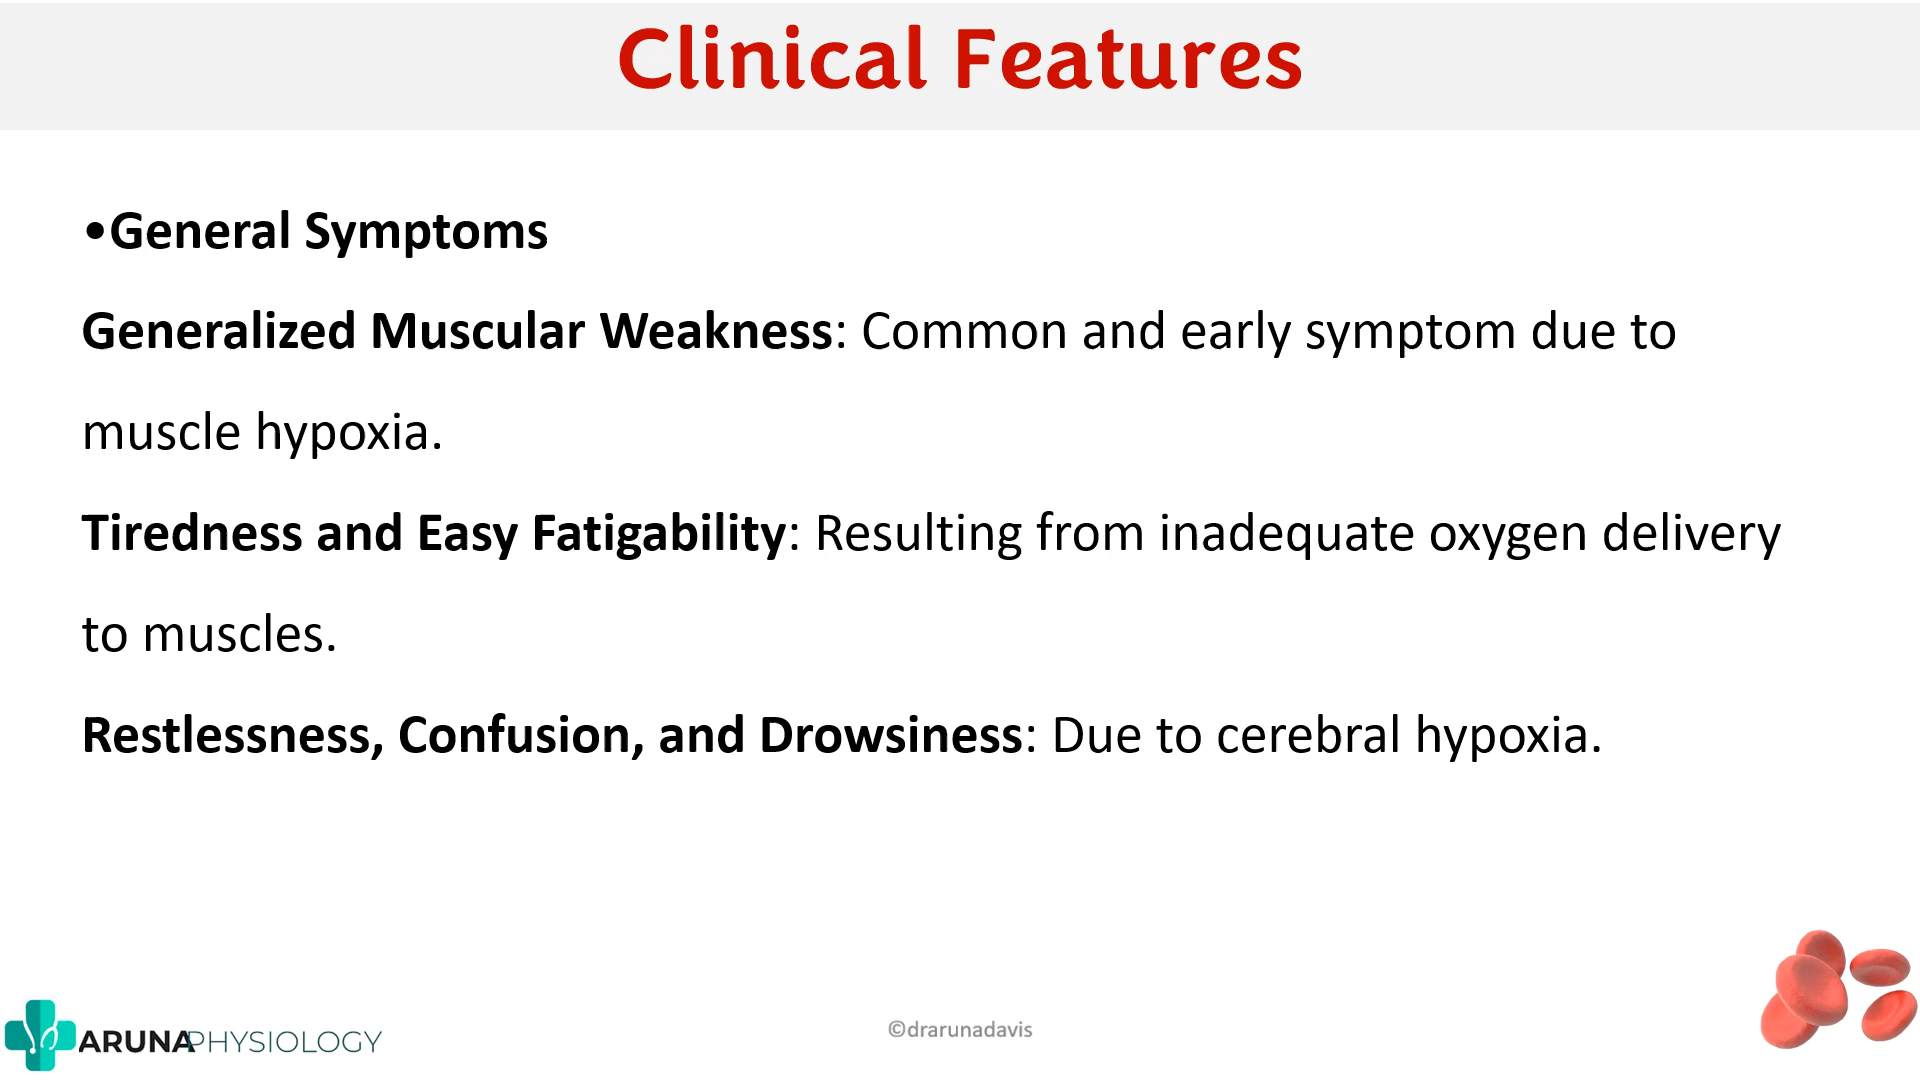 Clinical Features
•General Symptoms
Generalized Muscular Weakness: Common and early symptom due to
muscle hypoxia.
Tiredness and Easy Fatigability: Resulting from inadequate oxygen delivery
to muscles.
Restlessness, Confusion, and Drowsiness: Due to cerebral hypoxia.
ARUNAPHYSIOLOGY
©drarunadavis